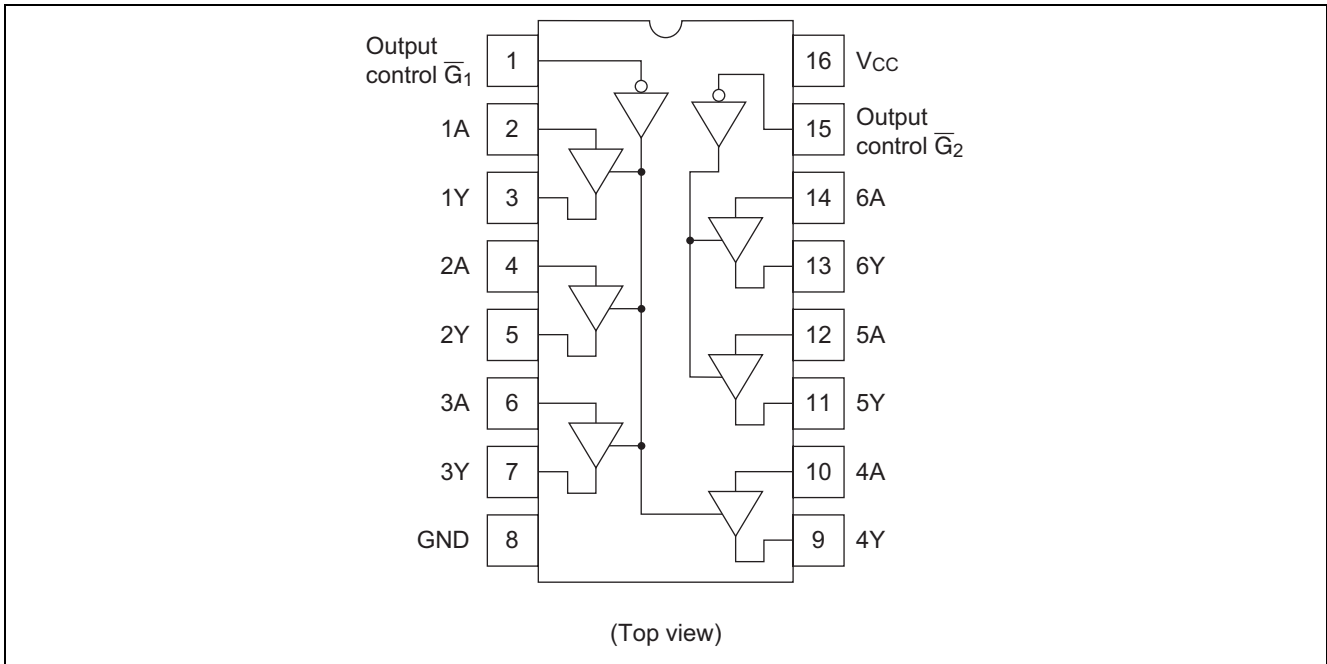 Output
control G̅1
1
1A
2
1Y
3
2A
4
2Y
5
3A
6
3Y
7
GND
8
16
VCC
15
Output
control G̅2
14
6A
13
6Y
12
5A
11
5Y
10
4A
9
4Y
(Top view)